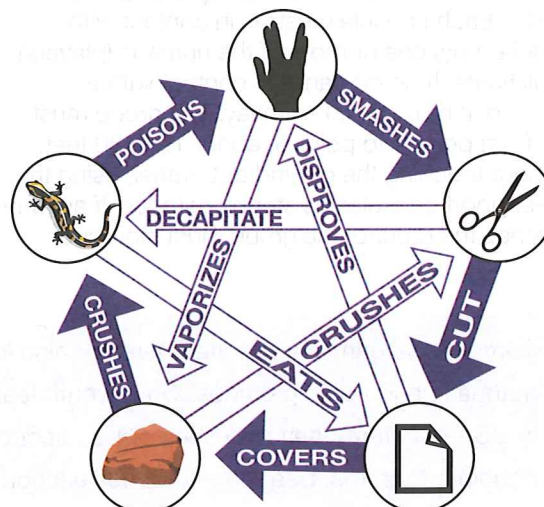 POISONS
SMASHES
DISPROVES
DECAPITATE
VAPORIZES
CRUSHES
CUT
CRUSHES
EATS
COVERS